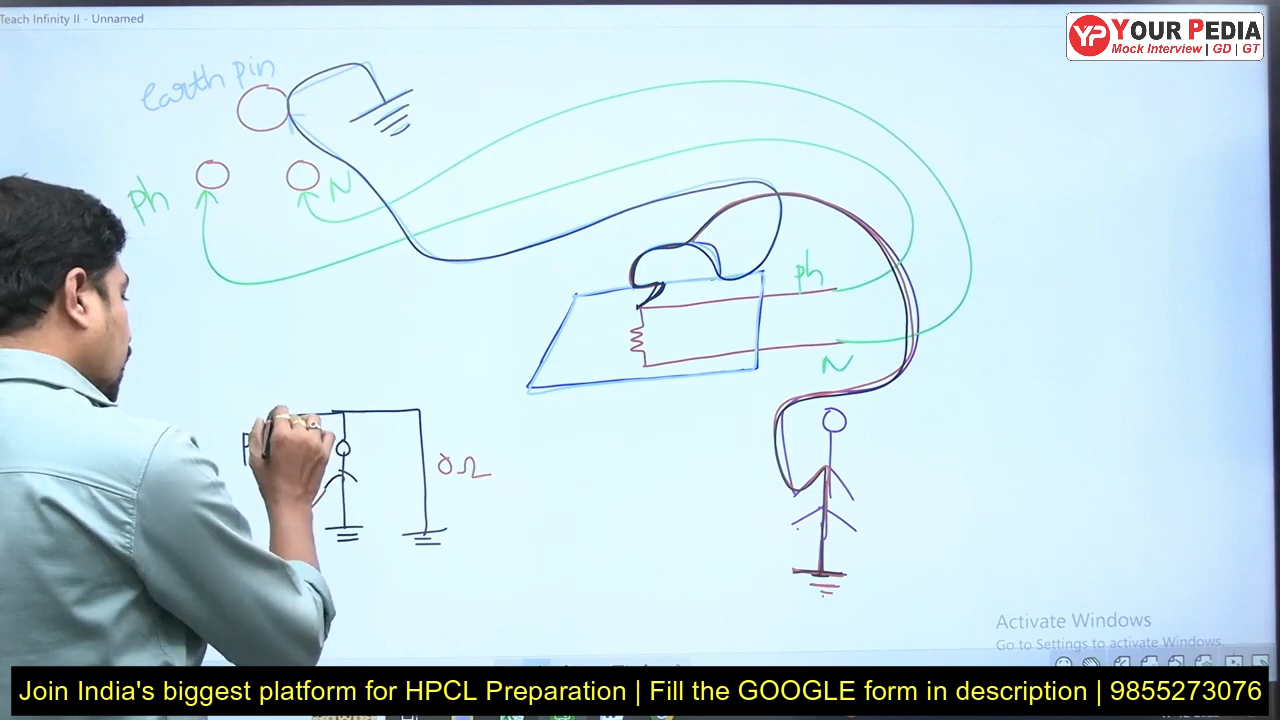 Teach Infinity II - Unnamed
YP YOUR PEDIA
Mock Interview | GD | GT
earth pin
ph
N
ph
N
0Ω
Activate Windows
Go to Settings to activate Windows.
Join India's biggest platform for HPCL Preparation | Fill the GOOGLE form in description | 9855273076